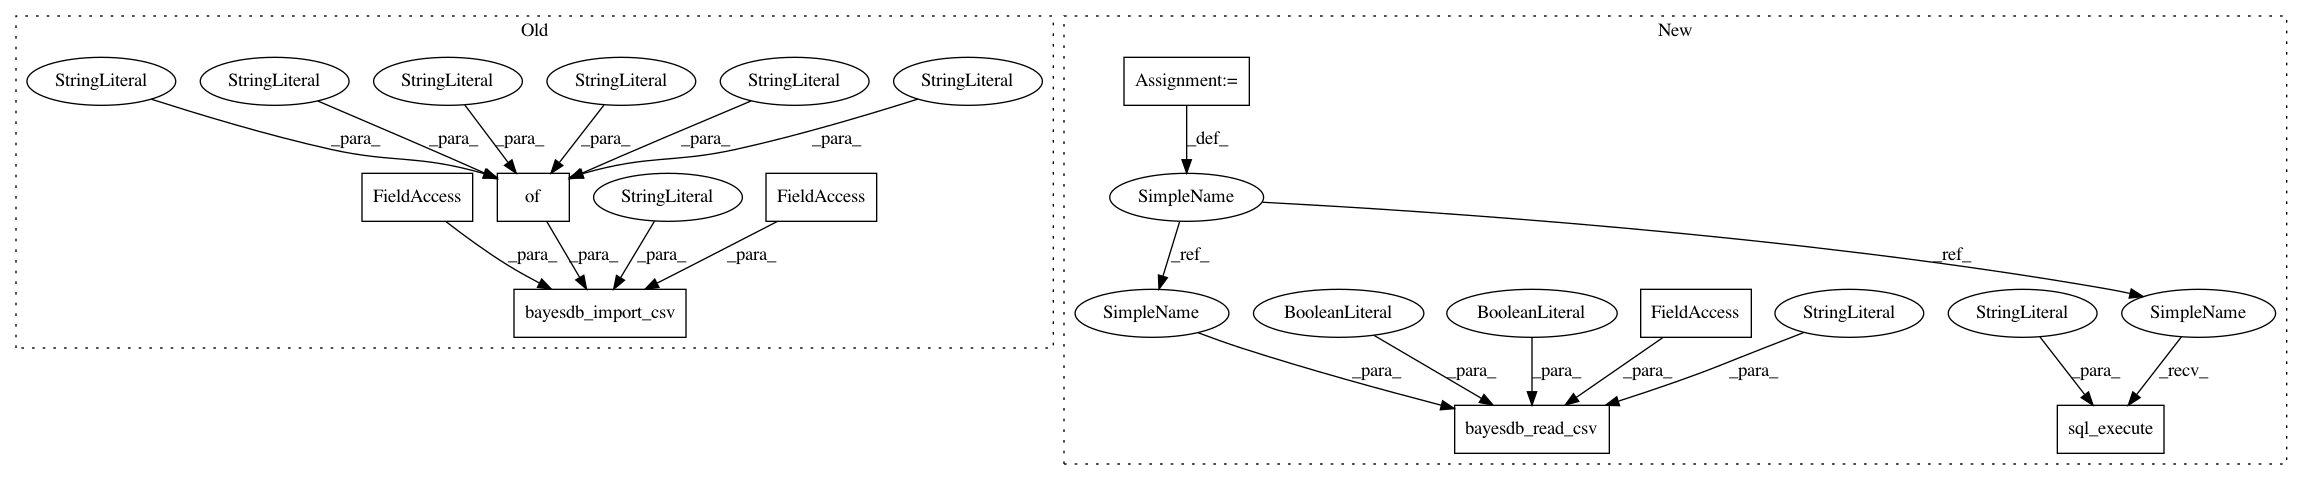 Old
New
StringLiteral
StringLiteral
StringLiteral
StringLiteral
StringLiteral
StringLiteral
Assignment:=
_para_
_para_
_para_
_para_
_para_
_para_
_def_
FieldAccess
of
StringLiteral
FieldAccess
SimpleName
_para_
_para_
_para_
_para_
_ref_
_ref_
bayesdb_import_csv
SimpleName
BooleanLiteral
BooleanLiteral
FieldAccess
StringLiteral
StringLiteral
SimpleName
_para_
_para_
_para_
_para_
_para_
_para_
_recv_
bayesdb_read_csv
sql_execute